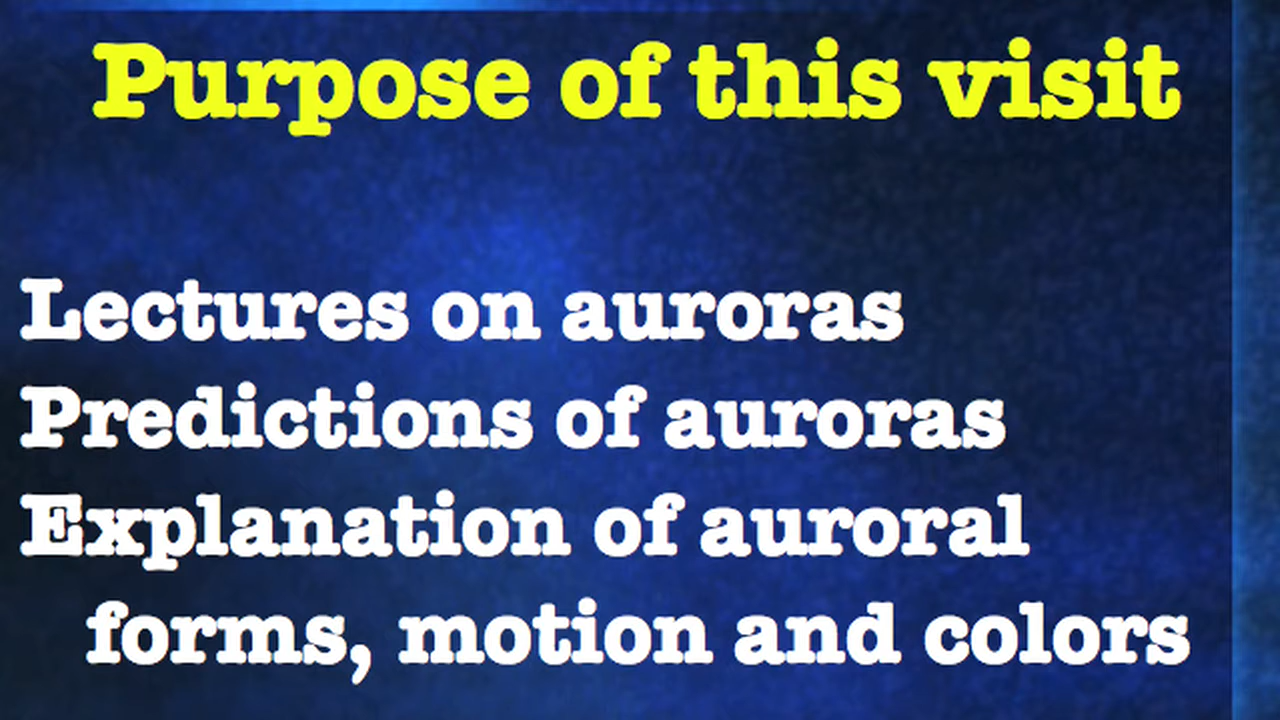 Purpose of this visit
Lectures on auroras
Predictions of auroras
Explanation of auroral
forms, motion and colors